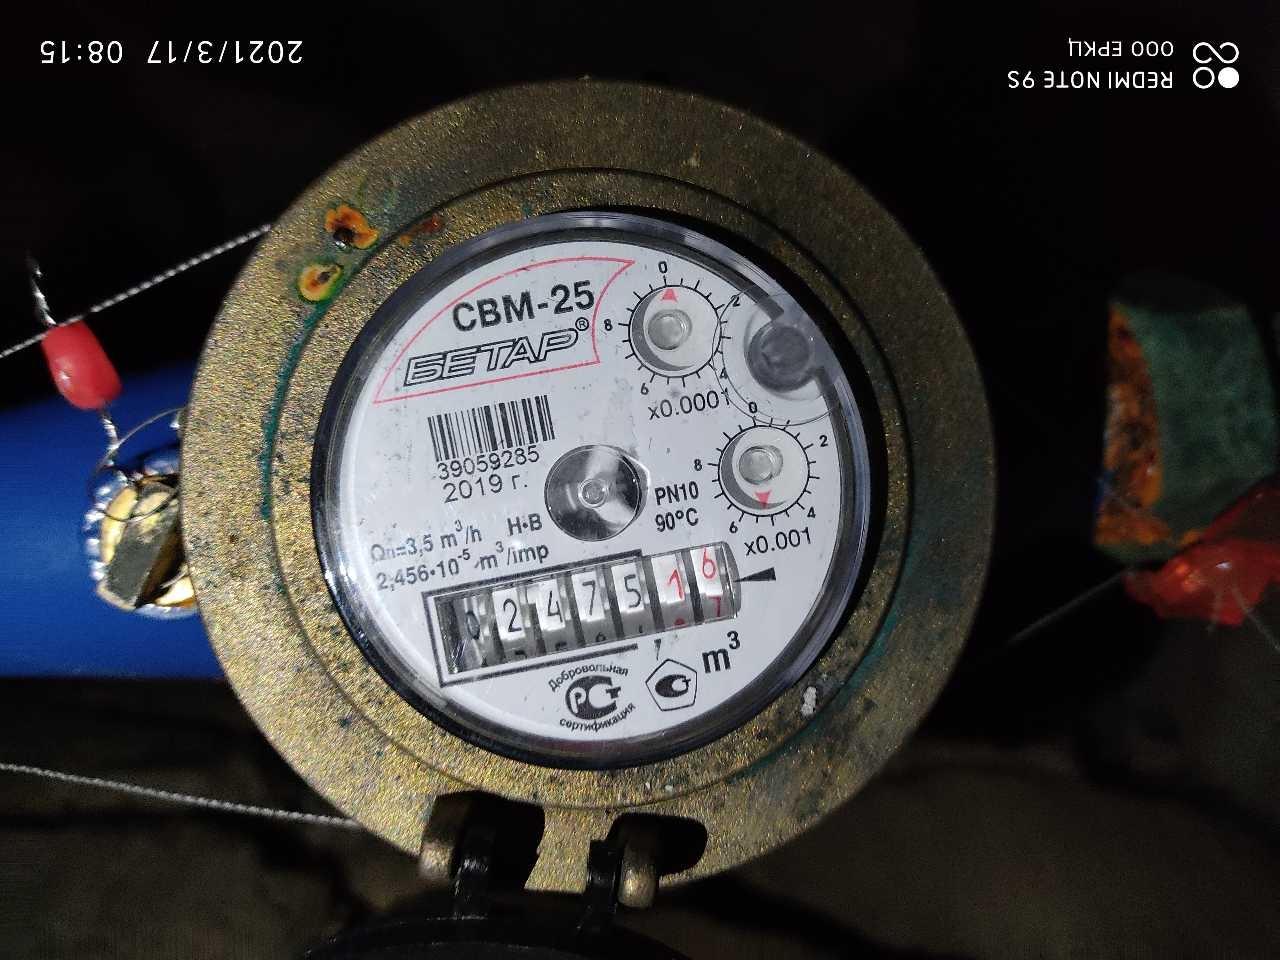 2021/3/17 08:15
REDMI NOTE 9S
ООО ЕРКЦ
СВМ-25
БЕТАР®
39059285
2019 г.
Qn=3,5 m³/h Н•В
2,456•10⁻⁵ m³/imp
PN10
90°C
0 2 4 6 8
x0.0001
0 2 4 6 8
x0.001
0 2 4 7 5 1 6
7
m³
Добровольная
РСТ
сертификация